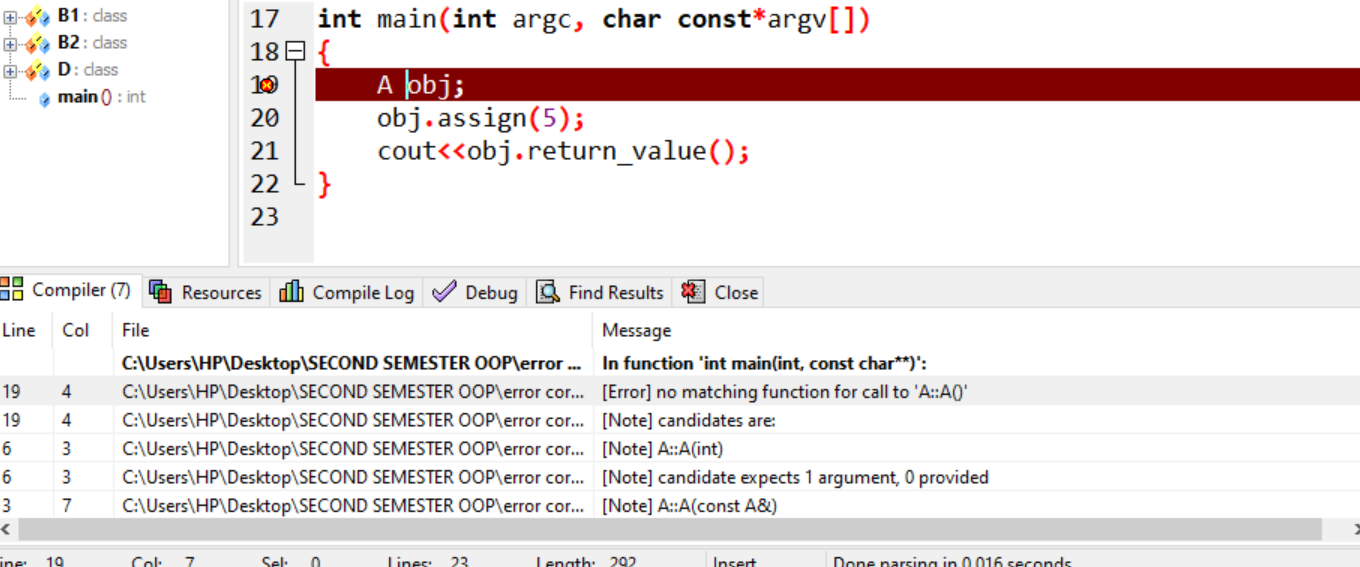 B1 : class
B2 : class
D : class
main () : int
17 int main(int argc, char const*argv[])
18 {
19 A obj;
20 obj.assign(5);
21 cout<<obj.return_value();
22 }
23
Compiler (7) Resources Compile Log Debug Find Results Close
Line Col File Message
C:\Users\HP\Desktop\SECOND SEMESTER OOP\error ... In function 'int main(int, const char**)':
19 4 C:\Users\HP\Desktop\SECOND SEMESTER OOP\error cor... [Error] no matching function for call to 'A::A()'
19 4 C:\Users\HP\Desktop\SECOND SEMESTER OOP\error cor... [Note] candidates are:
6 3 C:\Users\HP\Desktop\SECOND SEMESTER OOP\error cor... [Note] A::A(int)
6 3 C:\Users\HP\Desktop\SECOND SEMESTER OOP\error cor... [Note] candidate expects 1 argument, 0 provided
3 7 C:\Users\HP\Desktop\SECOND SEMESTER OOP\error cor... [Note] A::A(const A&)
ine: 19 Col: 7 Sel: 0 Lines: 23 Length: 292 Insert Done parsing in 0.016 seconds